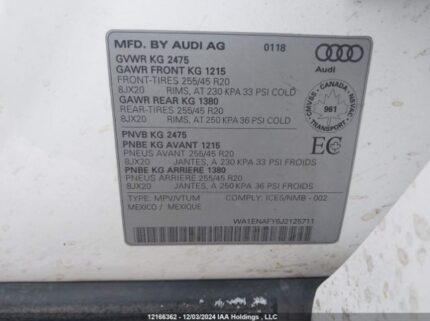 MFD. BY AUDI AG 0118
GVWR KG 2475
GAWR FRONT KG 1215
FRONT-TIRES 255/45 R20
8JX20 RIMS, AT 230 KPA 33 PSI COLD
GAWR REAR KG 1380
REAR-TIRES 255/45 R20
8JX20 RIMS, AT 250 KPA 36 PSI COLD
PNVB KG 2475
PNBE KG AVANT 1215
PNEUS AVANT 255/45 R20
8JX20 JANTES, A 230 KPA 33 PSI FROIDS
PNBE KG ARRIERE 1380
PNEUS ARRIERE 255/45 R20
8JX20 JANTES, A 250 KPA 36 PSI FROIDS
TYPE: MPV/VTUM COMPLY: ICES/NMB - 002
MEXICO / MEXIQUE
Audi
CMVSS - CANADA - NSVAC
961
TRANSPORT
EC
12166362 - 12/03/2024 IAA Holdings